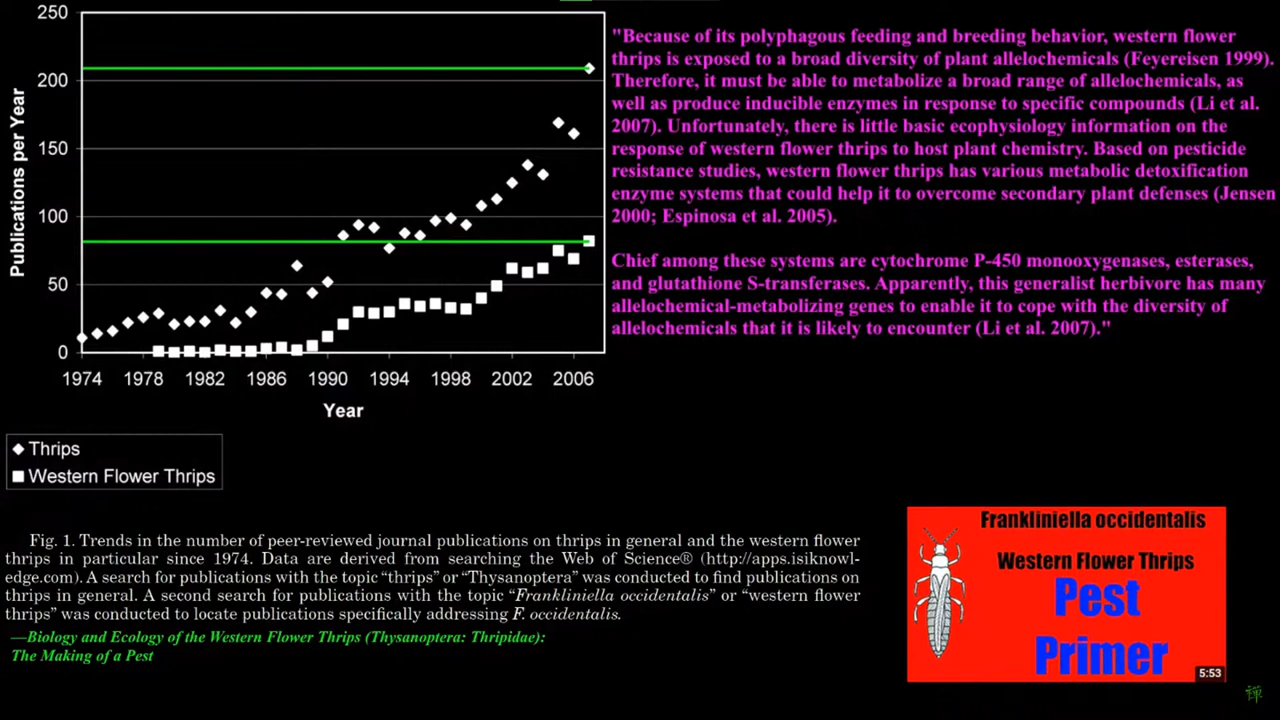 250
200
150
100
50
0
Publications per Year
1974 1978 1982 1986 1990 1994 1998 2002 2006
Year
Thrips
Western Flower Thrips
"Because of its polyphagous feeding and breeding behavior, western flower
thrips is exposed to a broad diversity of plant allelochemicals (Feyereisen 1999).
Therefore, it must be able to metabolize a broad range of allelochemicals, as
well as produce inducible enzymes in response to specific compounds (Li et al.
2007). Unfortunately, there is little basic ecophysiology information on the
response of western flower thrips to host plant chemistry. Based on pesticide
resistance studies, western flower thrips has various metabolic detoxification
enzyme systems that could help it to overcome secondary plant defenses (Jensen
2000; Espinosa et al. 2005).
Chief among these systems are cytochrome P-450 monooxygenases, esterases,
and glutathione S-transferases. Apparently, this generalist herbivore has many
allelochemical-metabolizing genes to enable it to cope with the diversity of
allelochemicals that it is likely to encounter (Li et al. 2007)."
Fig. 1. Trends in the number of peer-reviewed journal publications on thrips in general and the western flower
thrips in particular since 1974. Data are derived from searching the Web of Science® (http://apps.isiknowl-
edge.com). A search for publications with the topic “thrips” or “Thysanoptera” was conducted to find publications on
thrips in general. A second search for publications with the topic “Frankliniella occidentalis” or “western flower
thrips” was conducted to locate publications specifically addressing F. occidentalis.
—Biology and Ecology of the Western Flower Thrips (Thysanoptera: Thripidae):
The Making of a Pest
Frankliniella occidentalis
Western Flower Thrips
Pest
Primer
5:53